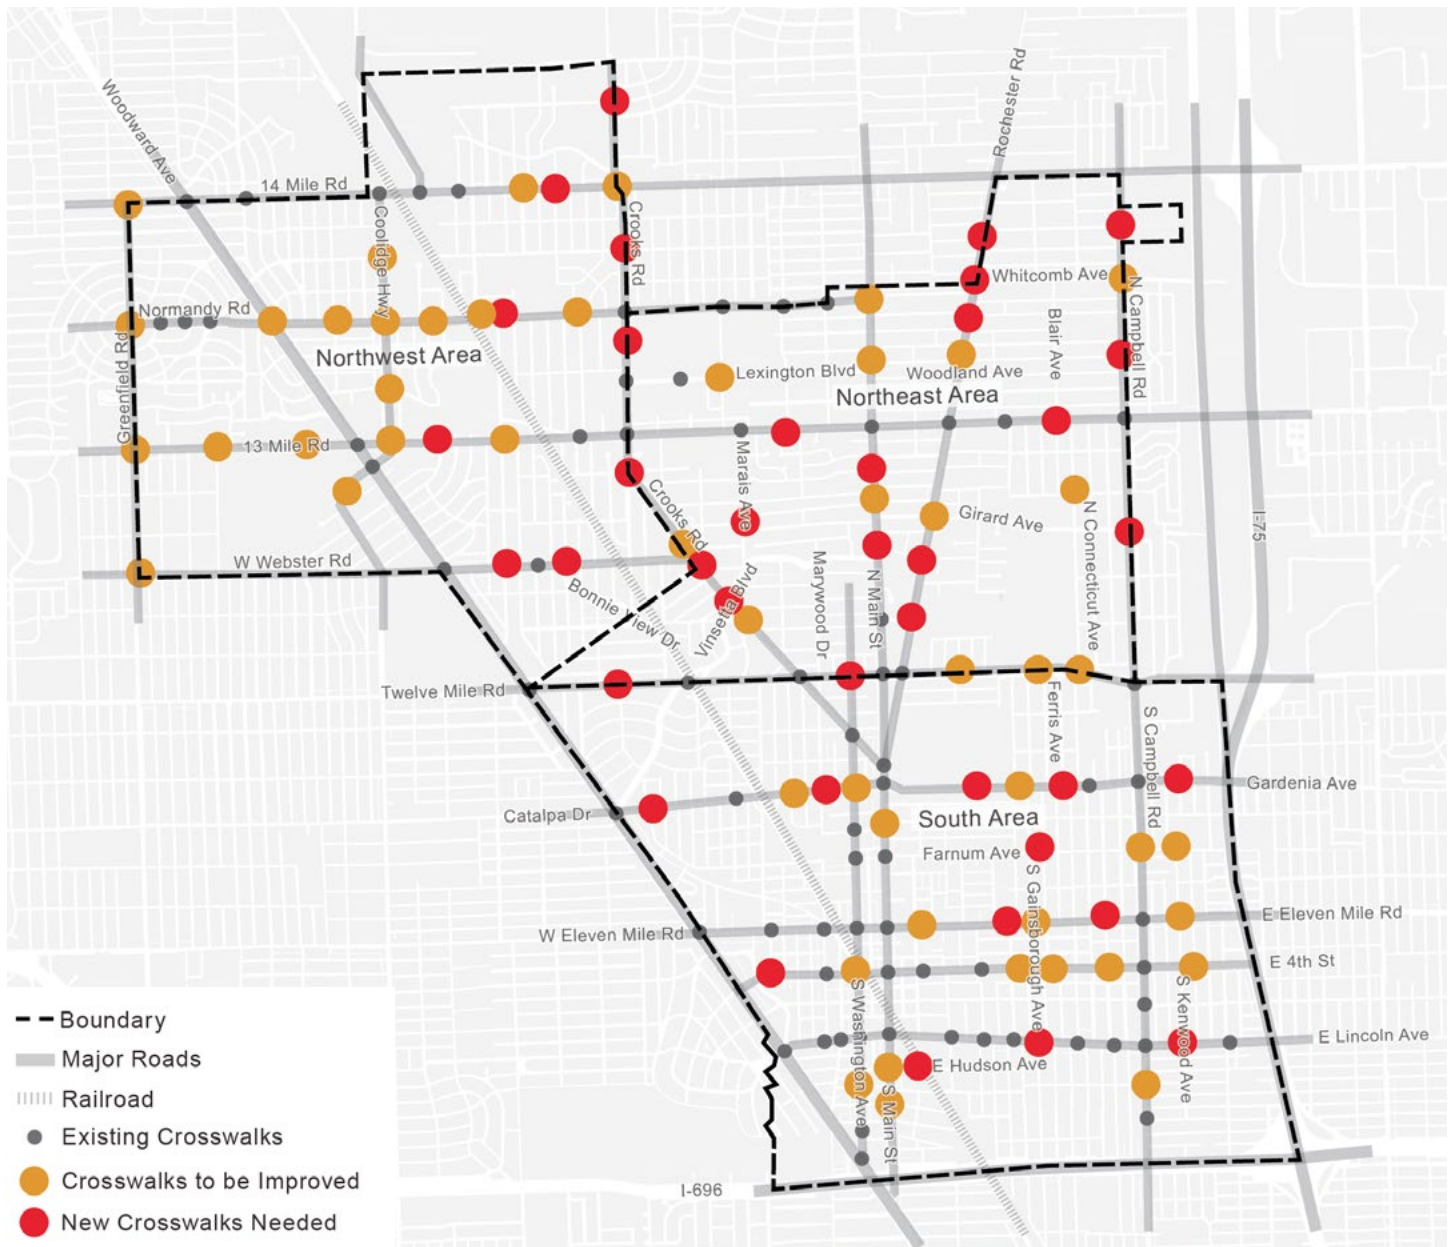 Rochester Rd
Woodward Ave
14 Mile Rd
Coolidge Hwy
Crooks Rd
Whitcomb Ave
N Campbell Rd
Normandy Rd
Blair Ave
Greenfield Rd
Northwest Area
Lexington Blvd
Woodland Ave
Northeast Area
13 Mile Rd
Marais Ave
Crooks Rd
Girard Ave
N Connecticut Ave
I-75
W Webster Rd
Bonnie View Dr
Vinsetta Blvd
Marywood Dr
N Main St
Twelve Mile Rd
Ferris Ave
S Campbell Rd
Gardenia Ave
Catalpa Dr
South Area
Farnum Ave
S Gainsborough Ave
W Eleven Mile Rd
E Eleven Mile Rd
E 4th St
S Washington Ave
S Kenwood Ave
E Lincoln Ave
E Hudson Ave
S Main St
I-696
Boundary
Major Roads
Railroad
Existing Crosswalks
Crosswalks to be Improved
New Crosswalks Needed